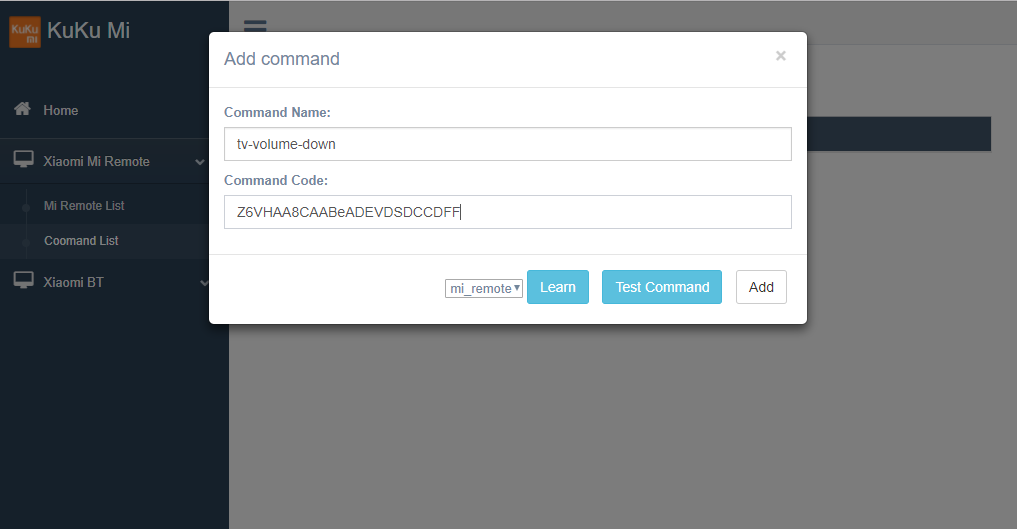 KuKu
mi
KuKu Mi
Home
Xiaomi Mi Remote
Mi Remote List
Coomand List
Xiaomi BT
Add command
×
Command Name:
tv-volume-down
Command Code:
Z6VHAA8CAABeADEVDSDCCDFF
mi_remote
Learn
Test Command
Add